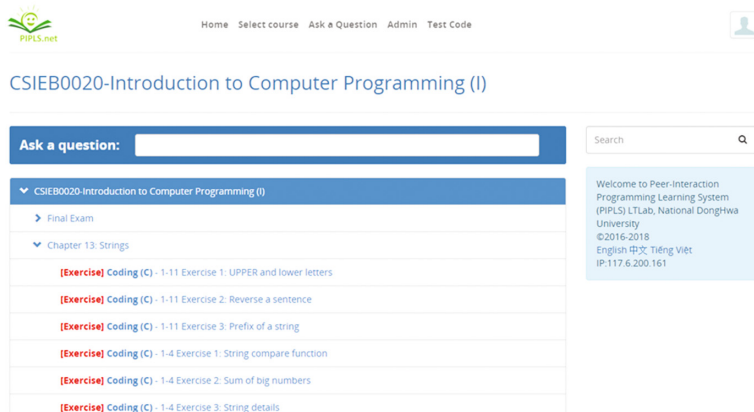 PIPLS.net
Home Select course Ask a Question Admin Test Code
CSIEB0020-Introduction to Computer Programming (I)
Ask a question:
Search
CSIEB0020-Introduction to Computer Programming (I)
Final Exam
Chapter 13: Strings
[Exercise] Coding (C) - 1-11 Exercise 1: UPPER and lower letters
[Exercise] Coding (C) - 1-11 Exercise 2: Reverse a sentence
[Exercise] Coding (C) - 1-11 Exercise 3: Prefix of a string
[Exercise] Coding (C) - 1-4 Exercise 1: String compare function
[Exercise] Coding (C) - 1-4 Exercise 2: Sum of big numbers
[Exercise] Coding (C) - 1-4 Exercise 3: String details
Welcome to Peer-Interaction
Programming Learning System
(PIPLS) LTLab, National DongHwa
University
©2016-2018
English 中文 Tiếng Việt
IP:117.6.200.161